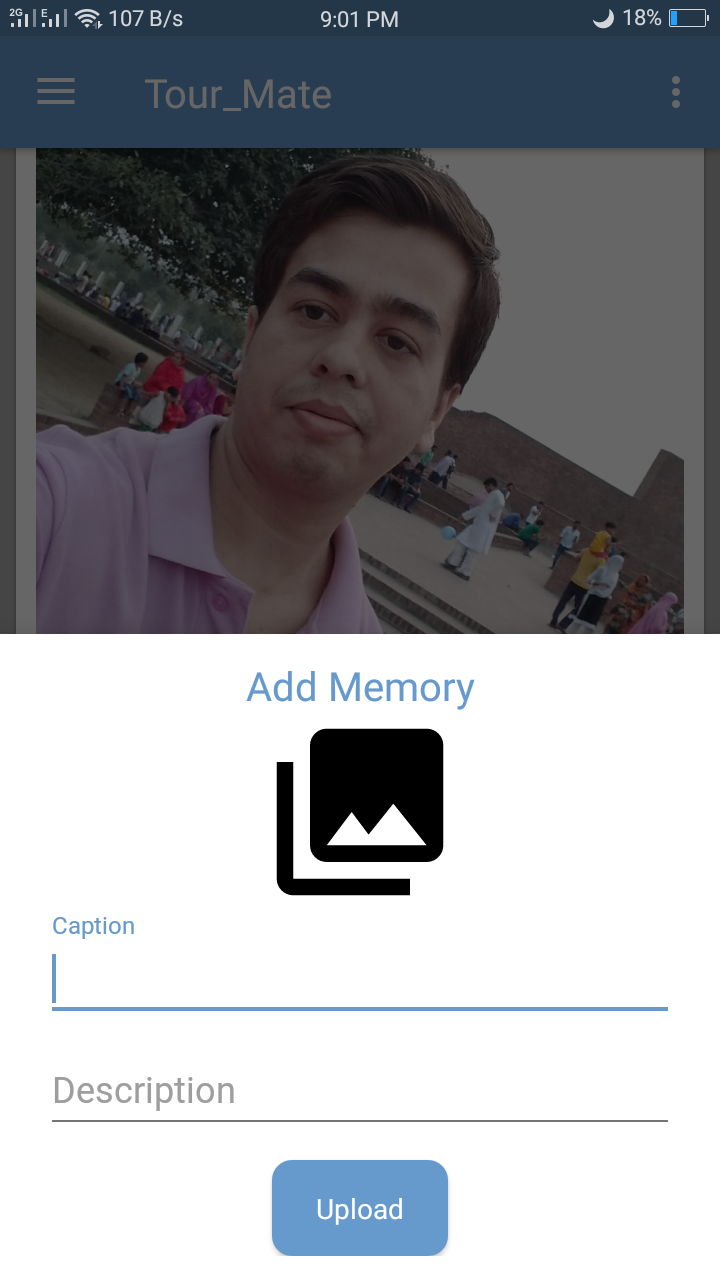 2G E 107 B/s 9:01 PM 18%
Tour_Mate
Add Memory
Caption
Description
Upload